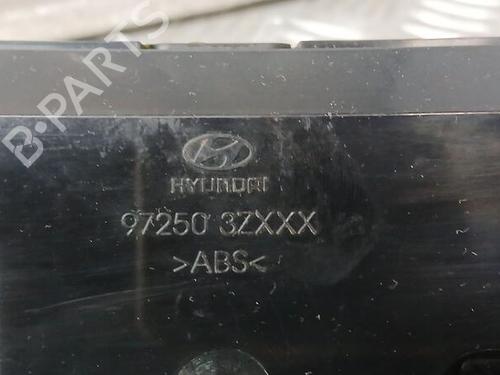 B-PARTS
HYUNDAI
97250 3ZXXX
>ABS<